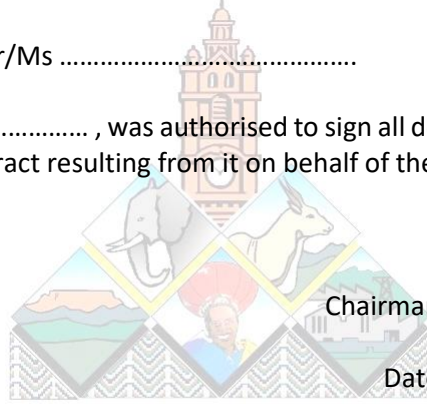 r/Ms ……………………………………….
…………… , was authorised to sign all d
ract resulting from it on behalf of the
Chairma
Dat